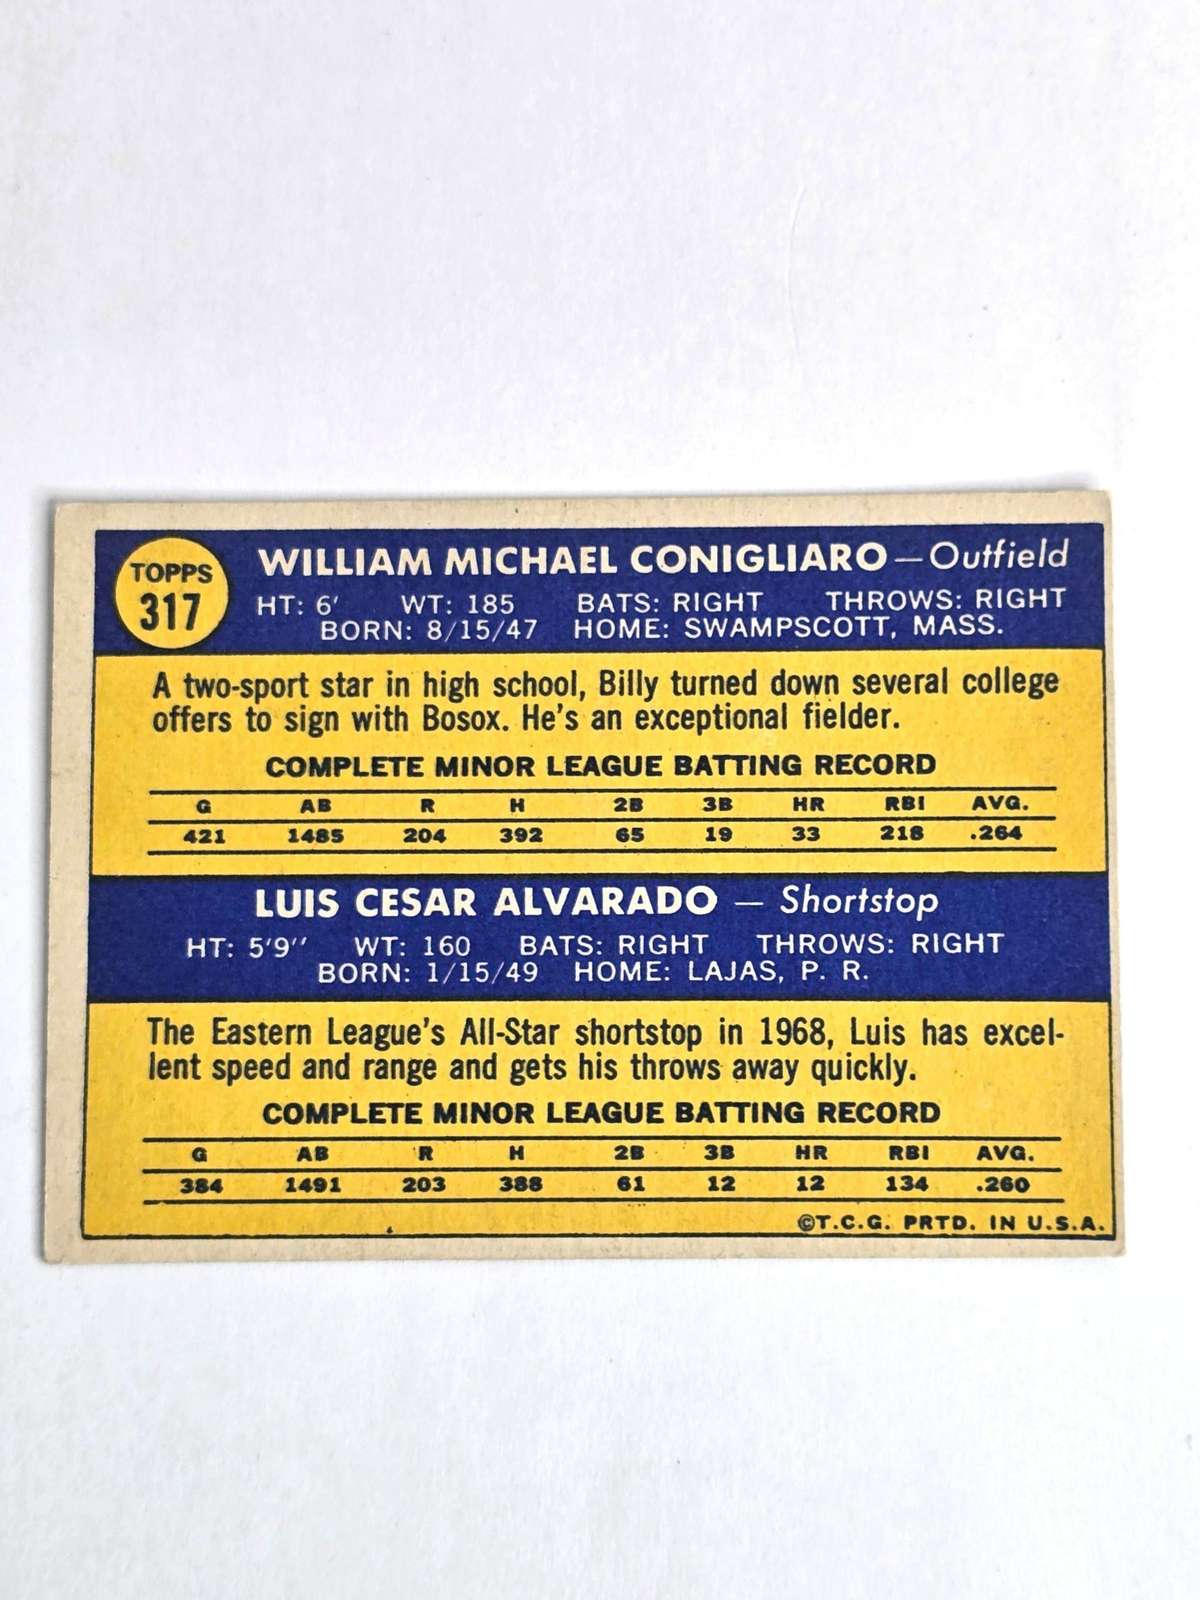 TOPPS
317
WILLIAM MICHAEL CONIGLIARO — Outfield
HT: 6' WT: 185 BATS: RIGHT THROWS: RIGHT
BORN: 8/15/47 HOME: SWAMPSCOTT, MASS.
A two-sport star in high school, Billy turned down several college
offers to sign with Bosox. He's an exceptional fielder.
COMPLETE MINOR LEAGUE BATTING RECORD
G AB R H 2B 3B HR RBI AVG.
421 1485 204 392 65 19 33 218 .264
LUIS CESAR ALVARADO — Shortstop
HT: 5'9" WT: 160 BATS: RIGHT THROWS: RIGHT
BORN: 1/15/49 HOME: LAJAS, P. R.
The Eastern League's All-Star shortstop in 1968, Luis has excel-
lent speed and range and gets his throws away quickly.
COMPLETE MINOR LEAGUE BATTING RECORD
G AB R H 2B 3B HR RBI AVG.
384 1491 203 388 61 12 12 134 .260
©T.C.G. PRTD. IN U.S.A.